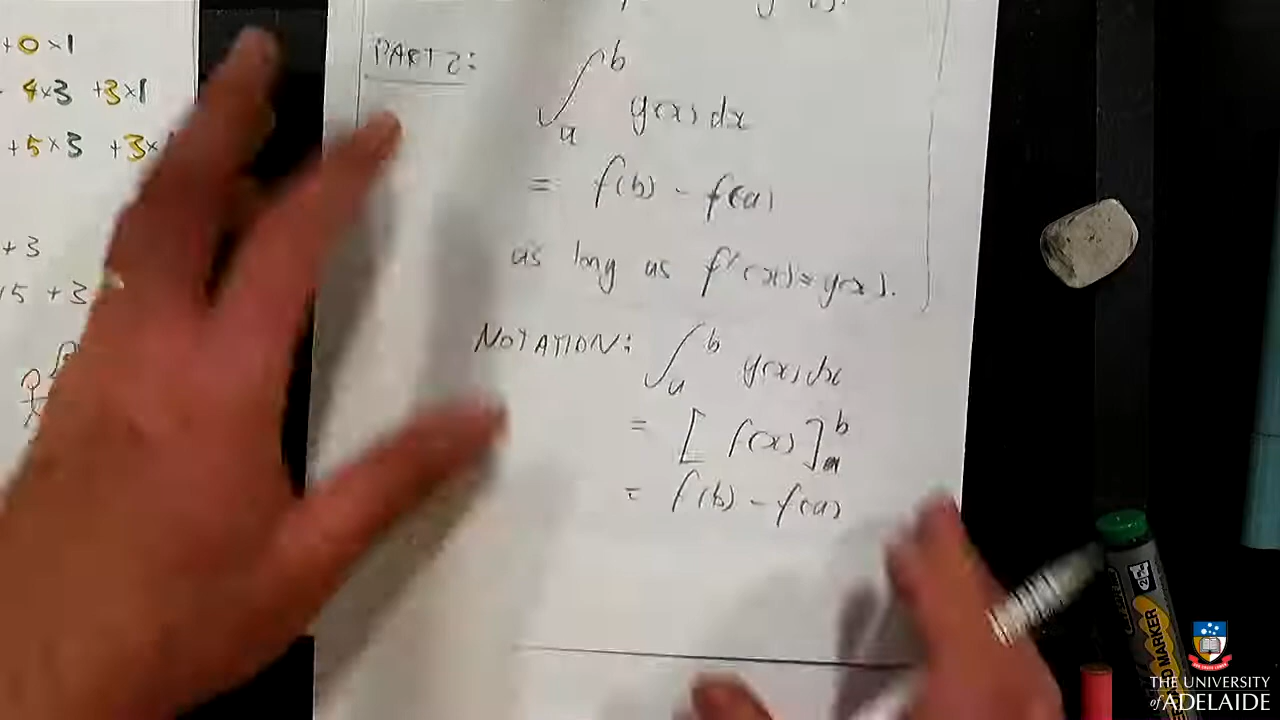 +0×1
4×3 +3×1
+5×3 +3×
+3
15 +3
PART 2:
∫_a^b g(x) dx
= f(b) - f(a)
as long as f'(x) = g(x).
NOTATION: ∫_a^b g(x) dx
= [f(x)]_a^b
= f(b) - f(a)
MARKER
THE UNIVERSITY
of ADELAIDE